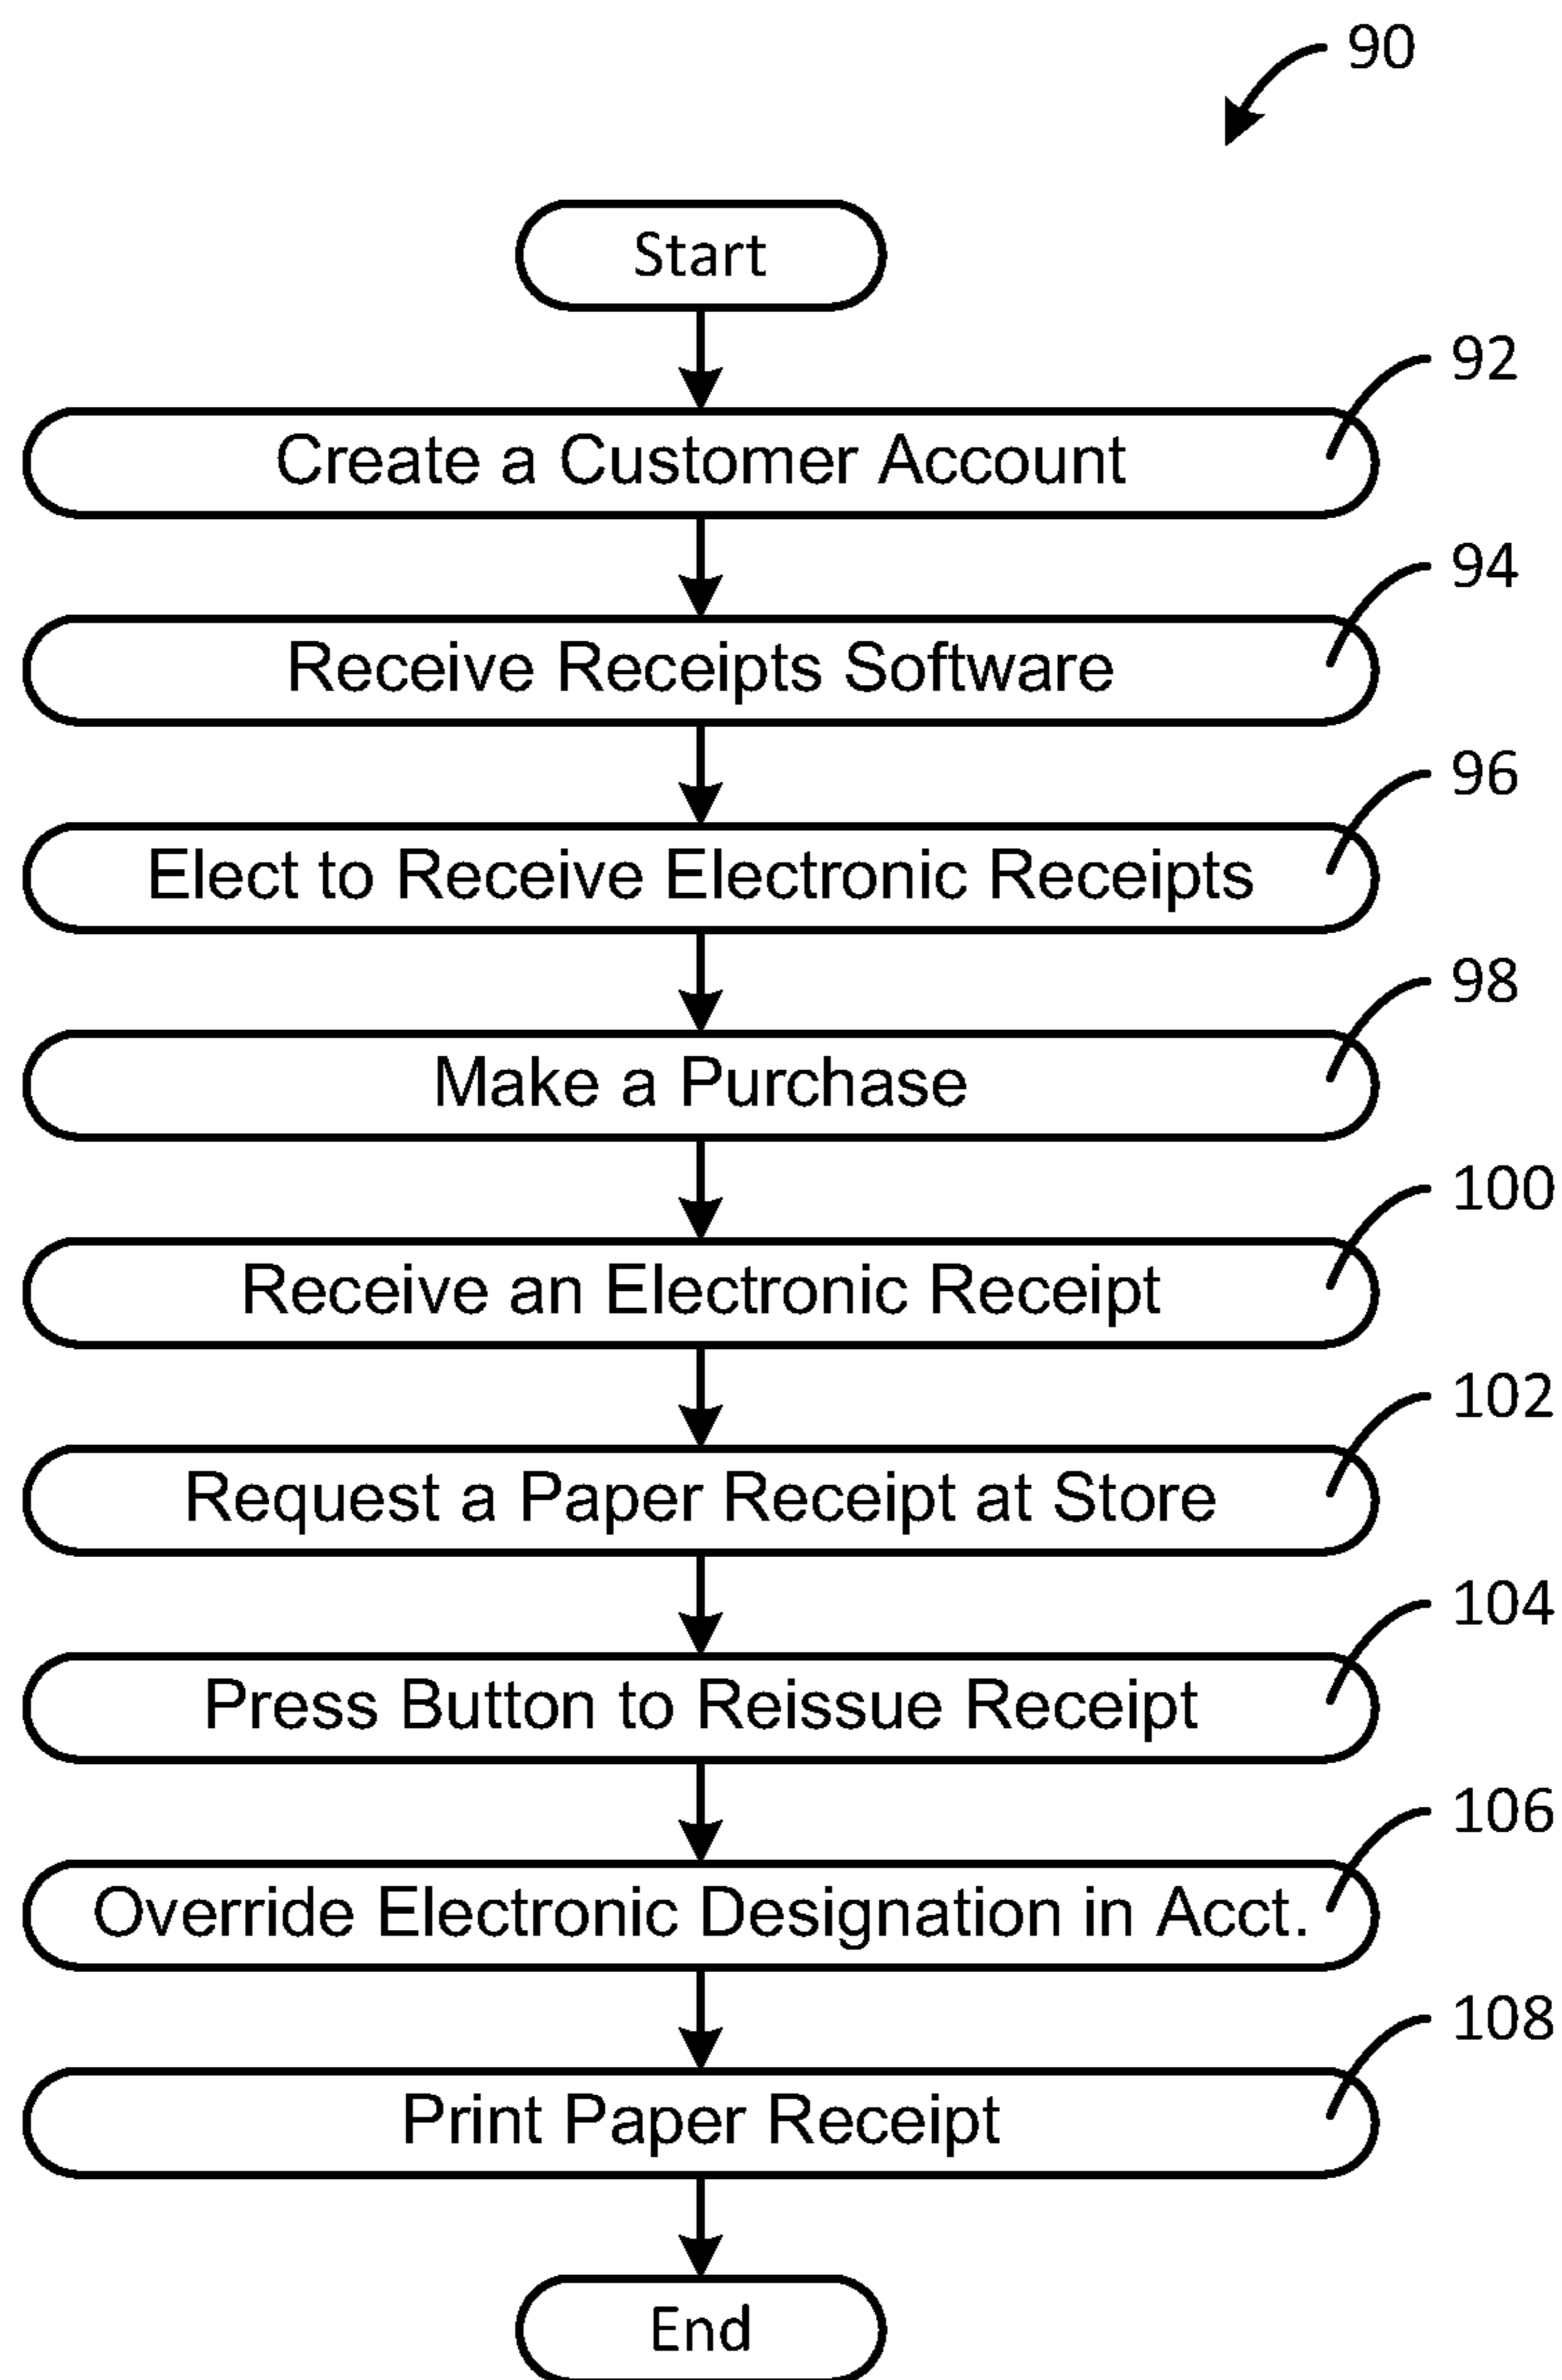 90
Start
92
Create a Customer Account
94
Receive Receipts Software
96
Elect to Receive Electronic Receipts
98
Make a Purchase
100
Receive an Electronic Receipt
102
Request a Paper Receipt at Store
104
Press Button to Reissue Receipt
106
Override Electronic Designation in Acct.
108
Print Paper Receipt
End